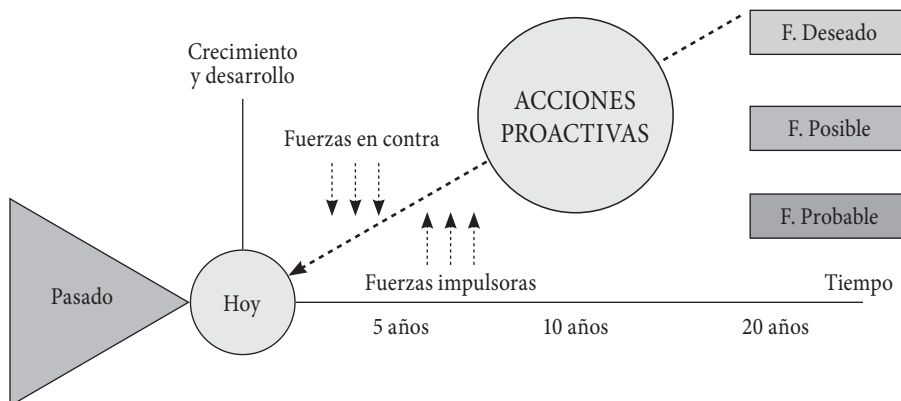 Crecimiento
y desarrollo
F. Deseado
ACCIONES
PROACTIVAS
Fuerzas en contra
F. Posible
F. Probable
Pasado
Hoy
Fuerzas impulsoras
Tiempo
5 años
10 años
20 años